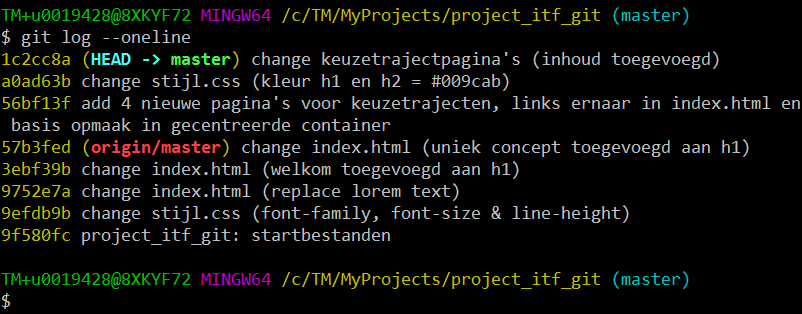 TM+u0019428@8XKYF72 MINGW64 /c/TM/MyProjects/project_itf_git (master)
$ git log --oneline
1c2cc8a (HEAD -> master) change keuzetrajectpagina's (inhoud toegevoegd)
a0ad63b change stijl.css (kleur h1 en h2 = #009cab)
56bf13f add 4 nieuwe pagina's voor keuzetrajecten, links ernaar in index.html en
 basis opmaak in gecentreerde container
57b3fed (origin/master) change index.html (uniek concept toegevoegd aan h1)
3ebf39b change index.html (welkom toegevoegd aan h1)
9752e7a change index.html (replace lorem text)
9efdb9b change stijl.css (font-family, font-size & line-height)
9f580fc project_itf_git: startbestanden

TM+u0019428@8XKYF72 MINGW64 /c/TM/MyProjects/project_itf_git (master)
$